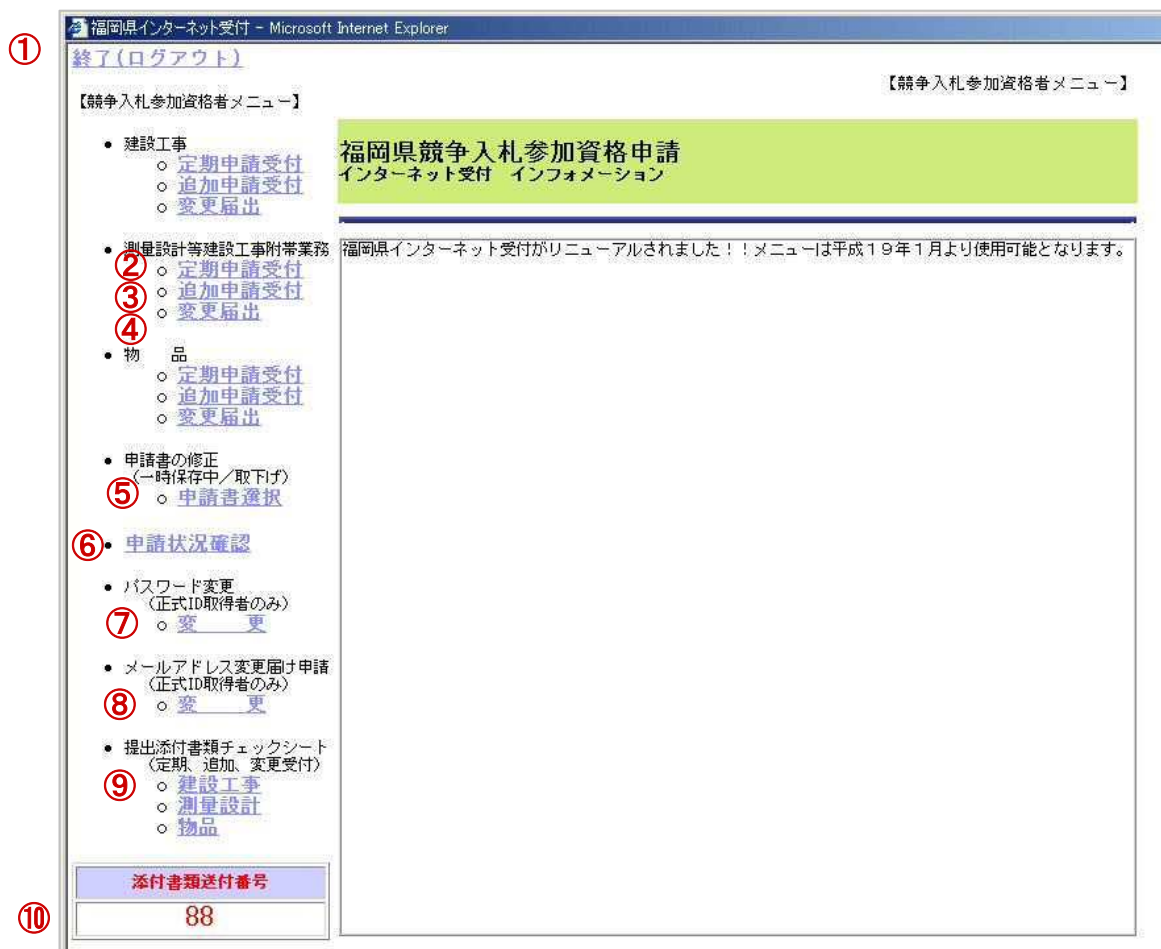 福岡県インターネット受付 - Microsoft Internet Explorer
① 終了(ログアウト)
【競争入札参加資格者メニュー】
【競争入札参加資格者メニュー】
● 建設工事
○ 定期申請受付
○ 追加申請受付
○ 変更届出
● 測量設計等建設工事附帯業務
② ○ 定期申請受付
③ ○ 追加申請受付
④ ○ 変更届出
● 物 品
○ 定期申請受付
○ 追加申請受付
○ 変更届出
● 申請書の修正
(一時保存中/取下げ)
⑤ ○ 申請書選択
⑥ ● 申請状況確認
● パスワード変更
(正式ID取得者のみ)
⑦ ○ 変 更
● メールアドレス変更届け申請
(正式ID取得者のみ)
⑧ ○ 変 更
● 提出添付書類チェックシート
(定期、追加、変更受付)
⑨ ○ 建設工事
○ 測量設計
○ 物品
添付書類送付番号
⑩ 88
福岡県競争入札参加資格申請
インターネット受付 インフォメーション
福岡県インターネット受付がリニューアルされました!!メニューは平成19年1月より使用可能となります。